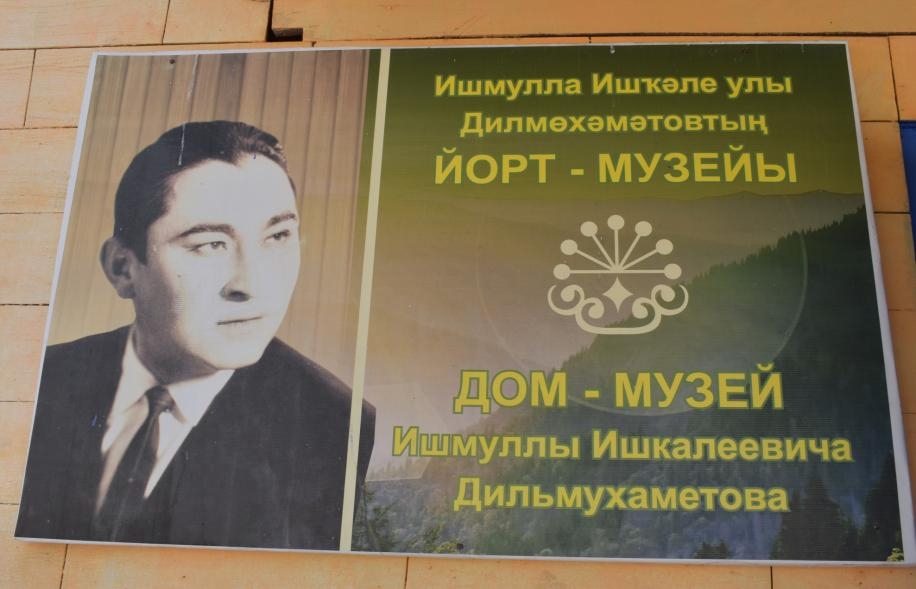 Ишмулла Ишҡәле улы
Дилмөхәмәтовтың
ЙОРТ - МУЗЕЙЫ
ДОМ - МУЗЕЙ
Ишмуллы Ишкалеевича
Дильмухаметова